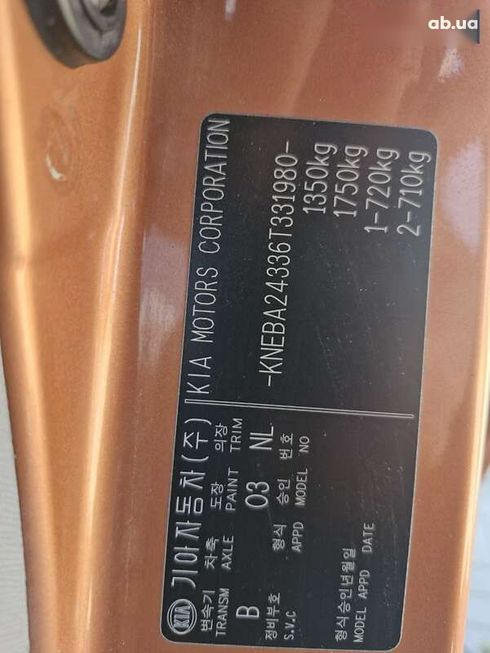 ab.ua
KIA 기아자동차(주) KIA MOTORS CORPORATION
변속기 차축 도장 의장
TRANSM AXLE PAINT TRIM
B O3 NL
정비부호 형식 승인 번호
S.V.C APPD MODEL NO
형식승인년월일
MODEL APPD DATE
-KNEBA24336T331980-
1350kg
1750kg
1-720kg
2-710kg